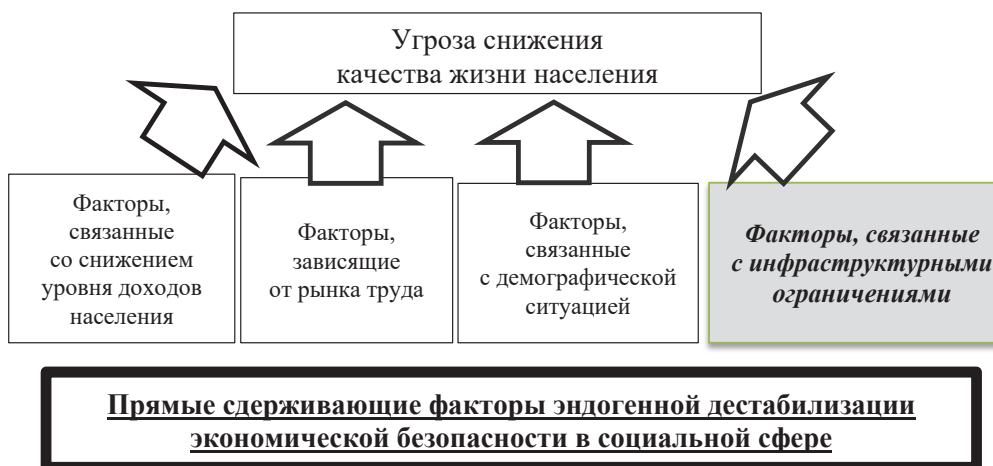 Угроза снижения
качества жизни населения
Факторы,
связанные
со снижением
уровня доходов
населения
Факторы,
зависящие
от рынка труда
Факторы,
связанные
с демографической
ситуацией
Факторы, связанные
с инфраструктурными
ограничениями
Прямые сдерживающие факторы эндогенной дестабилизации
экономической безопасности в социальной сфере